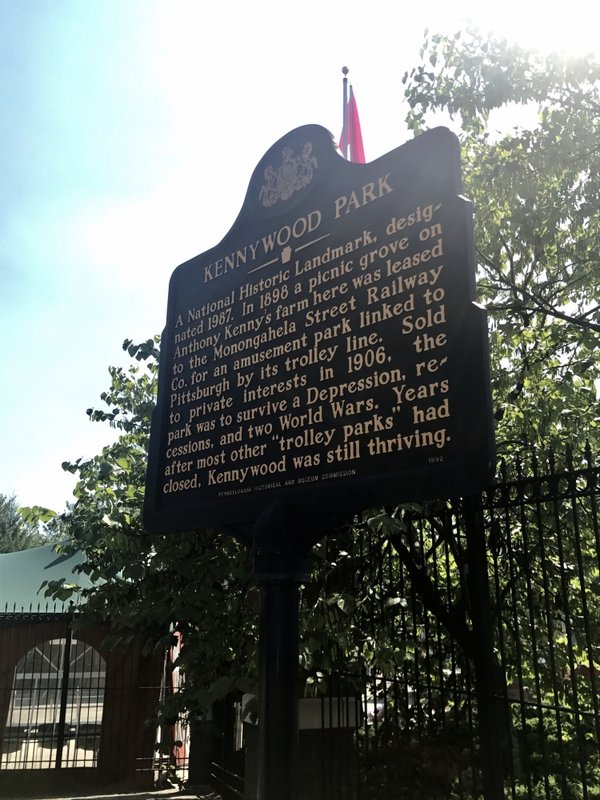 KENNYWOOD PARK
A National Historic Landmark, desig-
nated 1987. In 1898 a picnic grove on
Anthony Kenny's farm here was leased
to the Monongahela Street Railway
Co. for an amusement park linked to
Pittsburgh by its trolley line. Sold
to private interests in 1906, the
park was to survive a Depression, re-
cessions, and two World Wars. Years
after most other "trolley parks" had
closed, Kennywood was still thriving.
PENNSYLVANIA HISTORICAL AND MUSEUM COMMISSION 1992